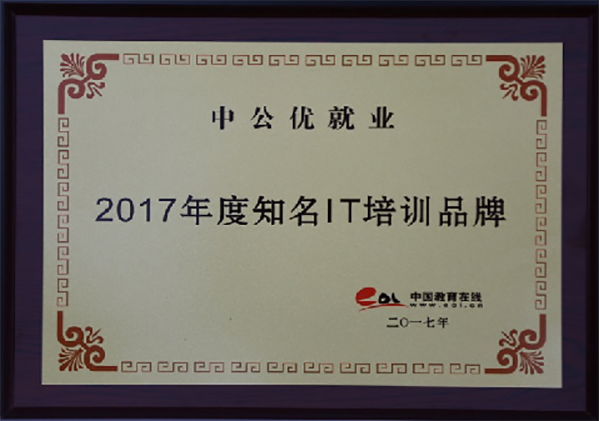 中公优就业
2017年度知名IT培训品牌
eOL 中国教育在线
www.eol.cn
二〇一七年